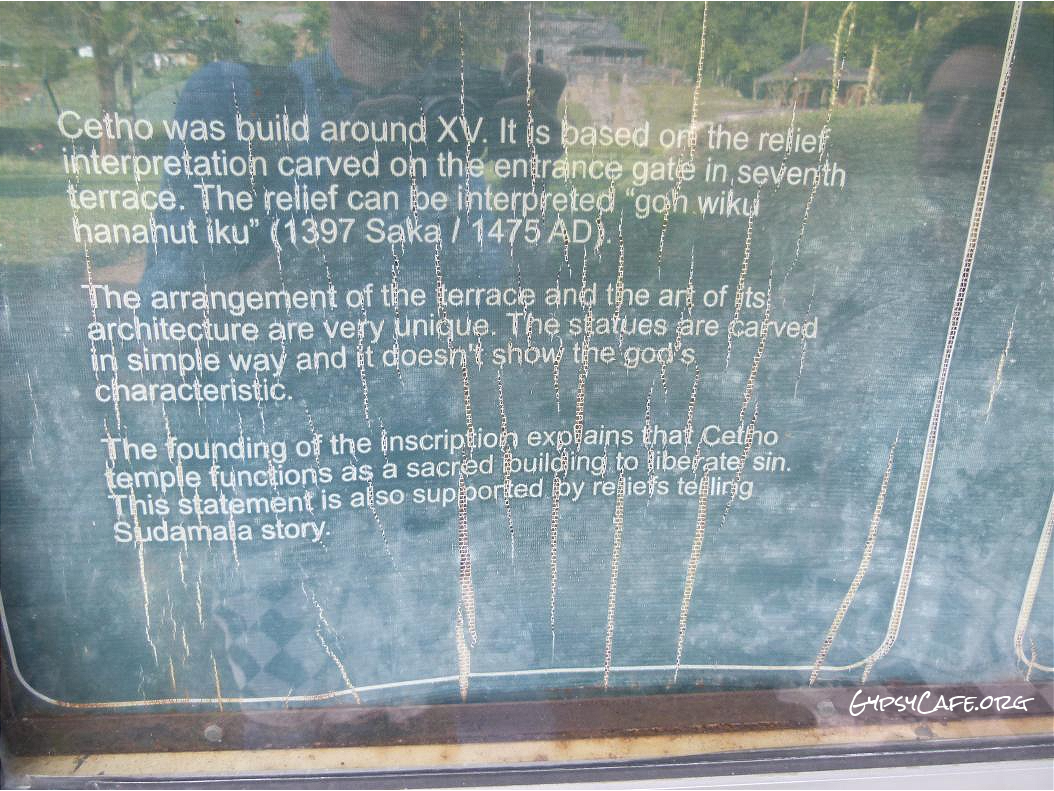 Cetho was build around XV. It is based on the relief
interpretation carved on the entrance gate in seventh
terrace. The relief can be interpreted "goh wiku
hanahut iku" (1397 Saka / 1475 AD).
The arrangement of the terrace and the art of its
architecture are very unique. The statues are carved
in simple way and it doesn't show the god's
characteristic.
The founding of the inscription explains that Cetho
temple functions as a sacred building to liberate sin.
This statement is also supported by reliefs telling
Sudamala story.
GypsyCafe.org